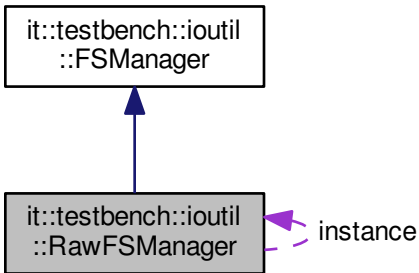 it::testbench::ioutil
::FSManager
it::testbench::ioutil
::RawFSManager
instance